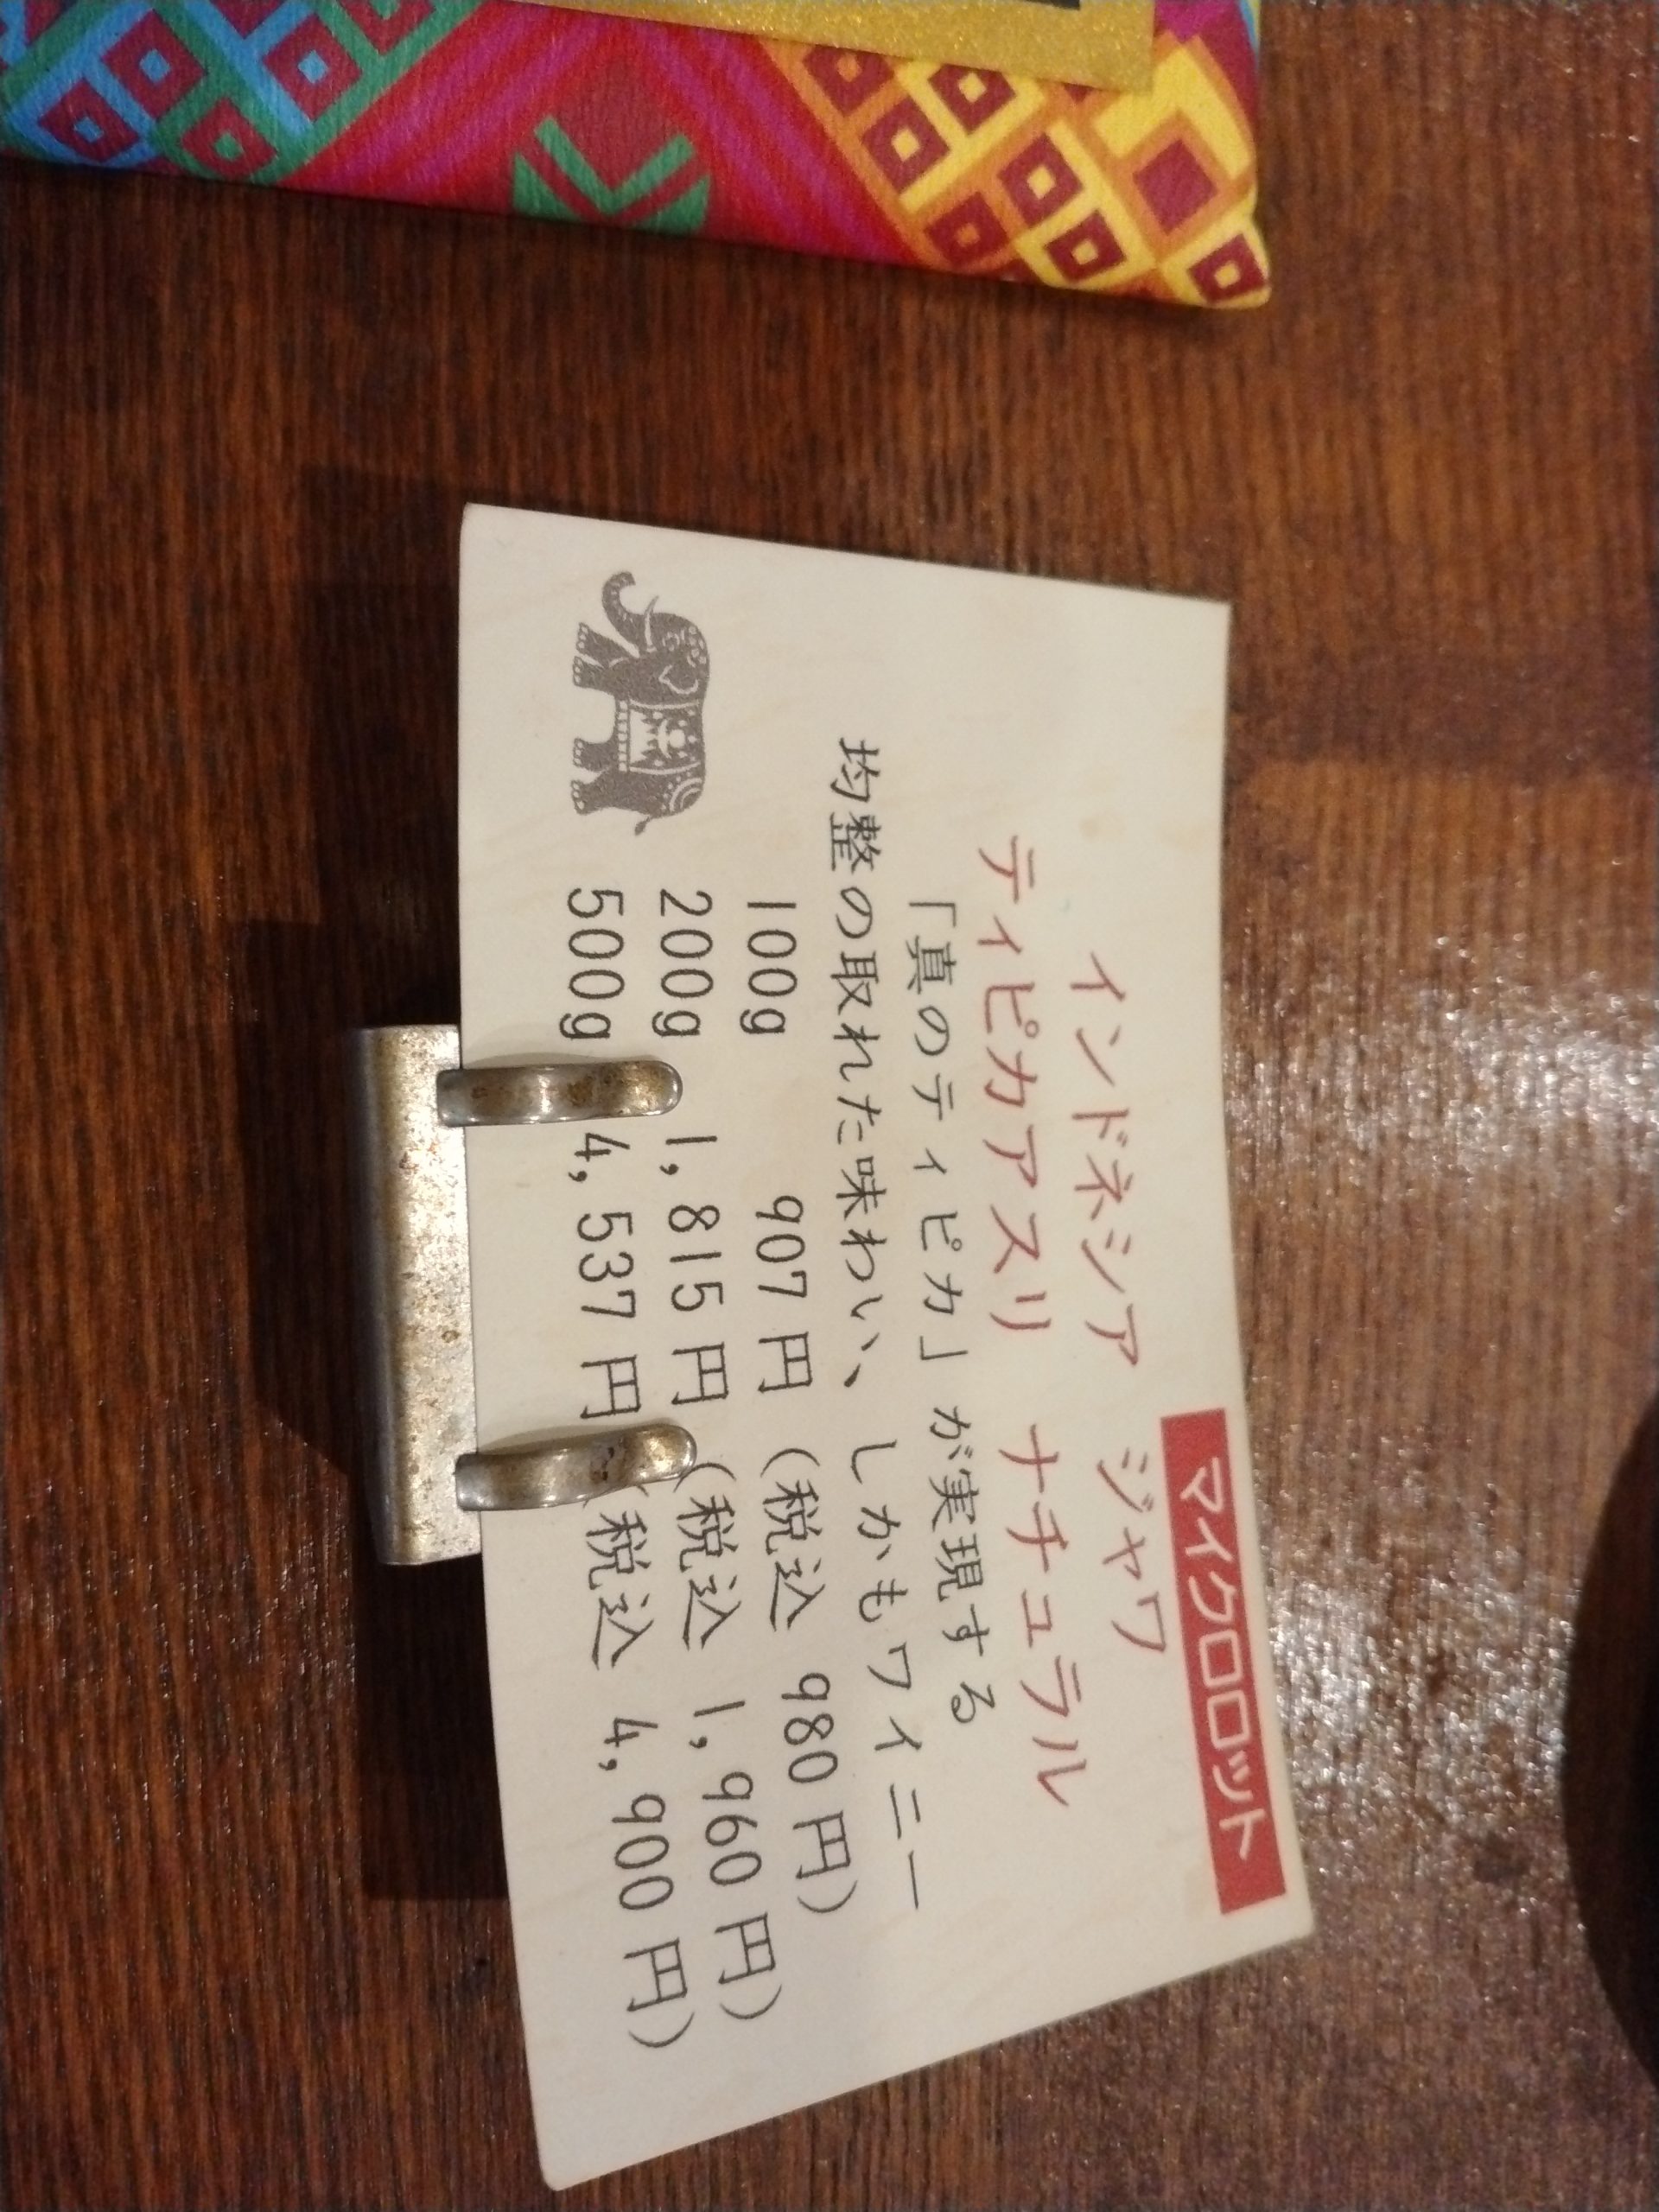 マイクロロット
インドネシア　ジャワ
ティピカアスリ　ナチュラル
「真のティピカ」が実現する
均整の取れた味わい、しかもワイニー
100g　907円（税込　980円）
200g　1,815円（税込　1,960円）
500g　4,537円（税込　4,900円）